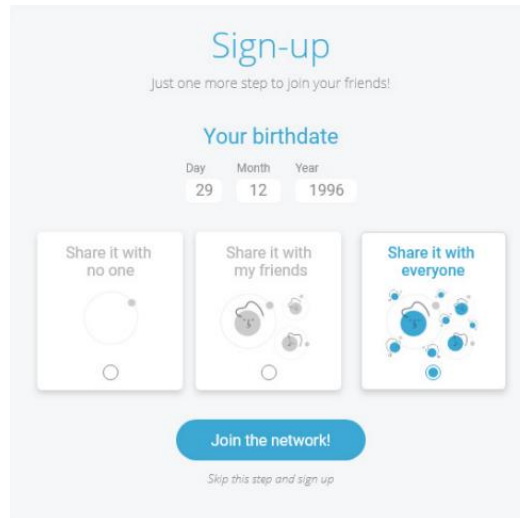 Sign-up
Just one more step to join your friends!
Your birthdate
Day Month Year
29 12 1996
Share it with
no one
Share it with
my friends
Share it with
everyone
Join the network!
Skip this step and sign up